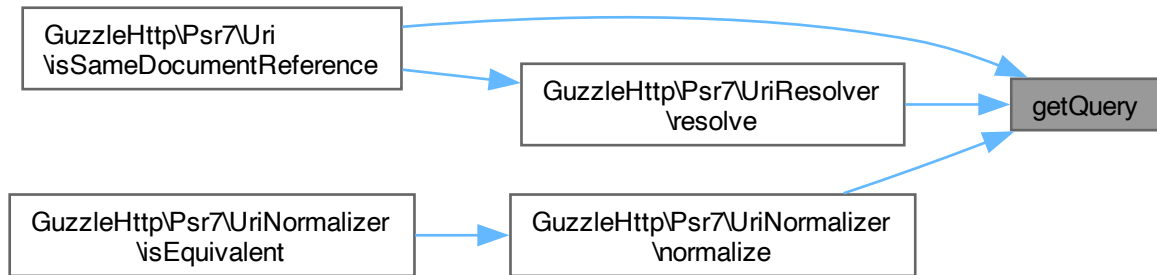 GuzzleHttp\Psr7\Uri
\isSameDocumentReference
GuzzleHttp\Psr7\UriResolver
\resolve
getQuery
GuzzleHttp\Psr7\UriNormalizer
\isEquivalent
GuzzleHttp\Psr7\UriNormalizer
\normalize